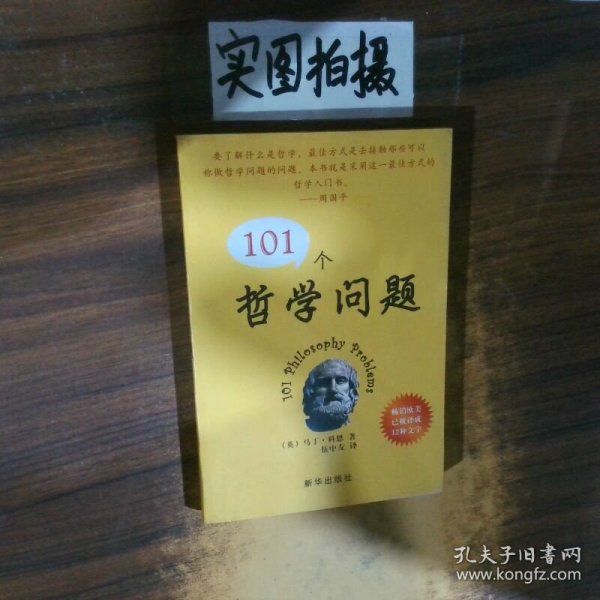 实图拍摄
要了解什么是哲学，最佳方式是去接触那些可以
称做哲学问题的问题。本书就是采用这一最佳方式的
哲学入门书。
——周国平
101
个
哲学问题
101 Philosophy Problems
畅销欧美
已被译成
12种文字
（英）马丁·科恩 著
伍中友 译
新华出版社
孔夫子旧书网
www.kongfz.com